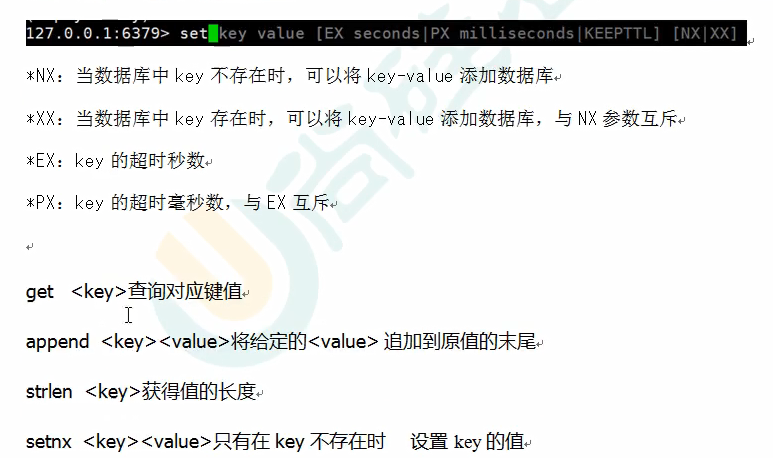 127.0.0.1:6379> set key value [EX seconds|PX milliseconds|KEEPTTL] [NX|XX]
*NX：当数据库中 key 不存在时，可以将 key-value 添加数据库
*XX：当数据库中 key 存在时，可以将 key-value 添加数据库，与 NX 参数互斥
*EX：key 的超时秒数
*PX：key 的超时毫秒数，与 EX 互斥
get <key>查询对应键值
append <key><value>将给定的<value> 追加到原值的末尾
strlen <key>获得值的长度
setnx <key><value>只有在 key 不存在时 设置 key 的值